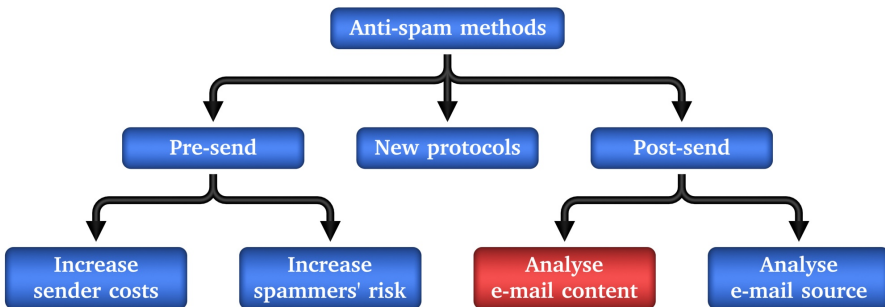 Anti-spam methods
Pre-send
New protocols
Post-send
Increase
sender costs
Increase
spammers' risk
Analyse
e-mail content
Analyse
e-mail source